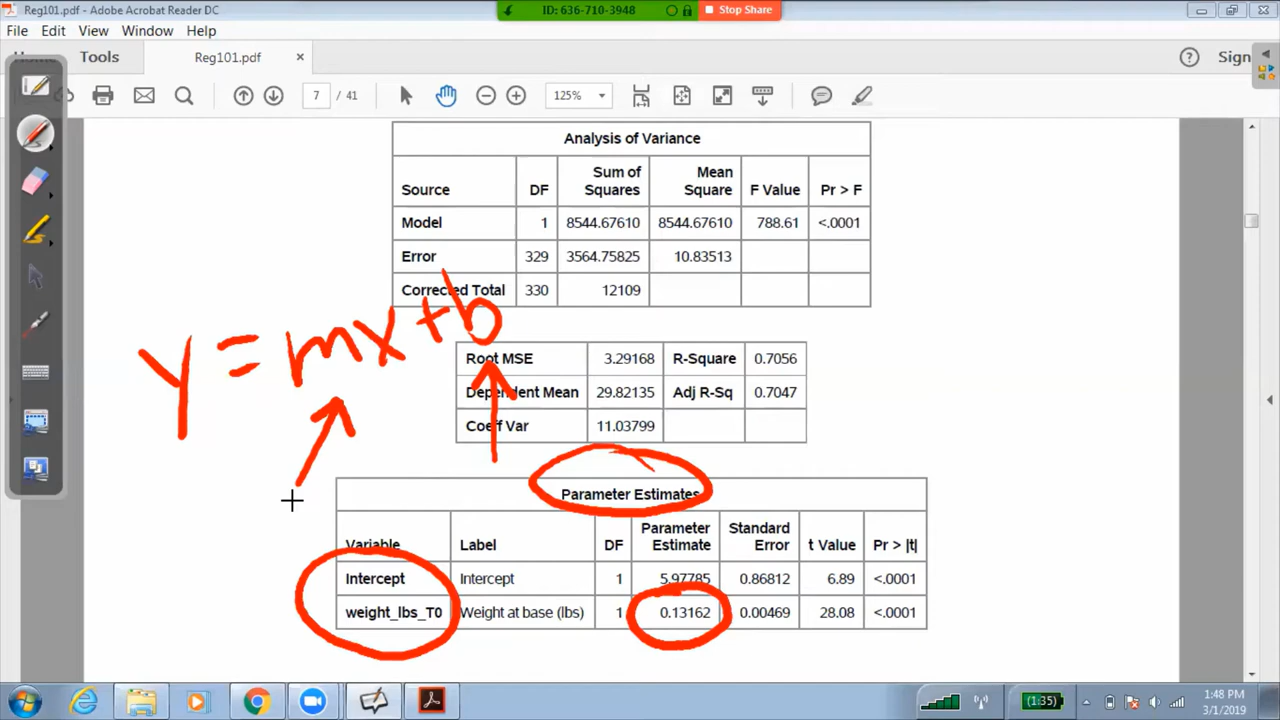 Reg101.pdf - Adobe Acrobat Reader DC
ID: 636-710-3948
Stop Share
File Edit View Window Help
Home Tools Reg101.pdf × ? Sign
7 / 41 125%
Analysis of Variance
Source DF Sum of Squares Mean Square F Value Pr > F
Model 1 8544.67610 8544.67610 788.61 <.0001
Error 329 3564.75825 10.83513
Corrected Total 330 12109
y = mx + b
Root MSE 3.29168 R-Square 0.7056
Dependent Mean 29.82135 Adj R-Sq 0.7047
Coeff Var 11.03799
Parameter Estimates
Variable Label DF Parameter Estimate Standard Error t Value Pr > |t|
Intercept Intercept 1 5.97785 0.86812 6.89 <.0001
weight_lbs_T0 Weight at base (lbs) 1 0.13162 0.00469 28.08 <.0001
(1:35)
1:48 PM
3/1/2019